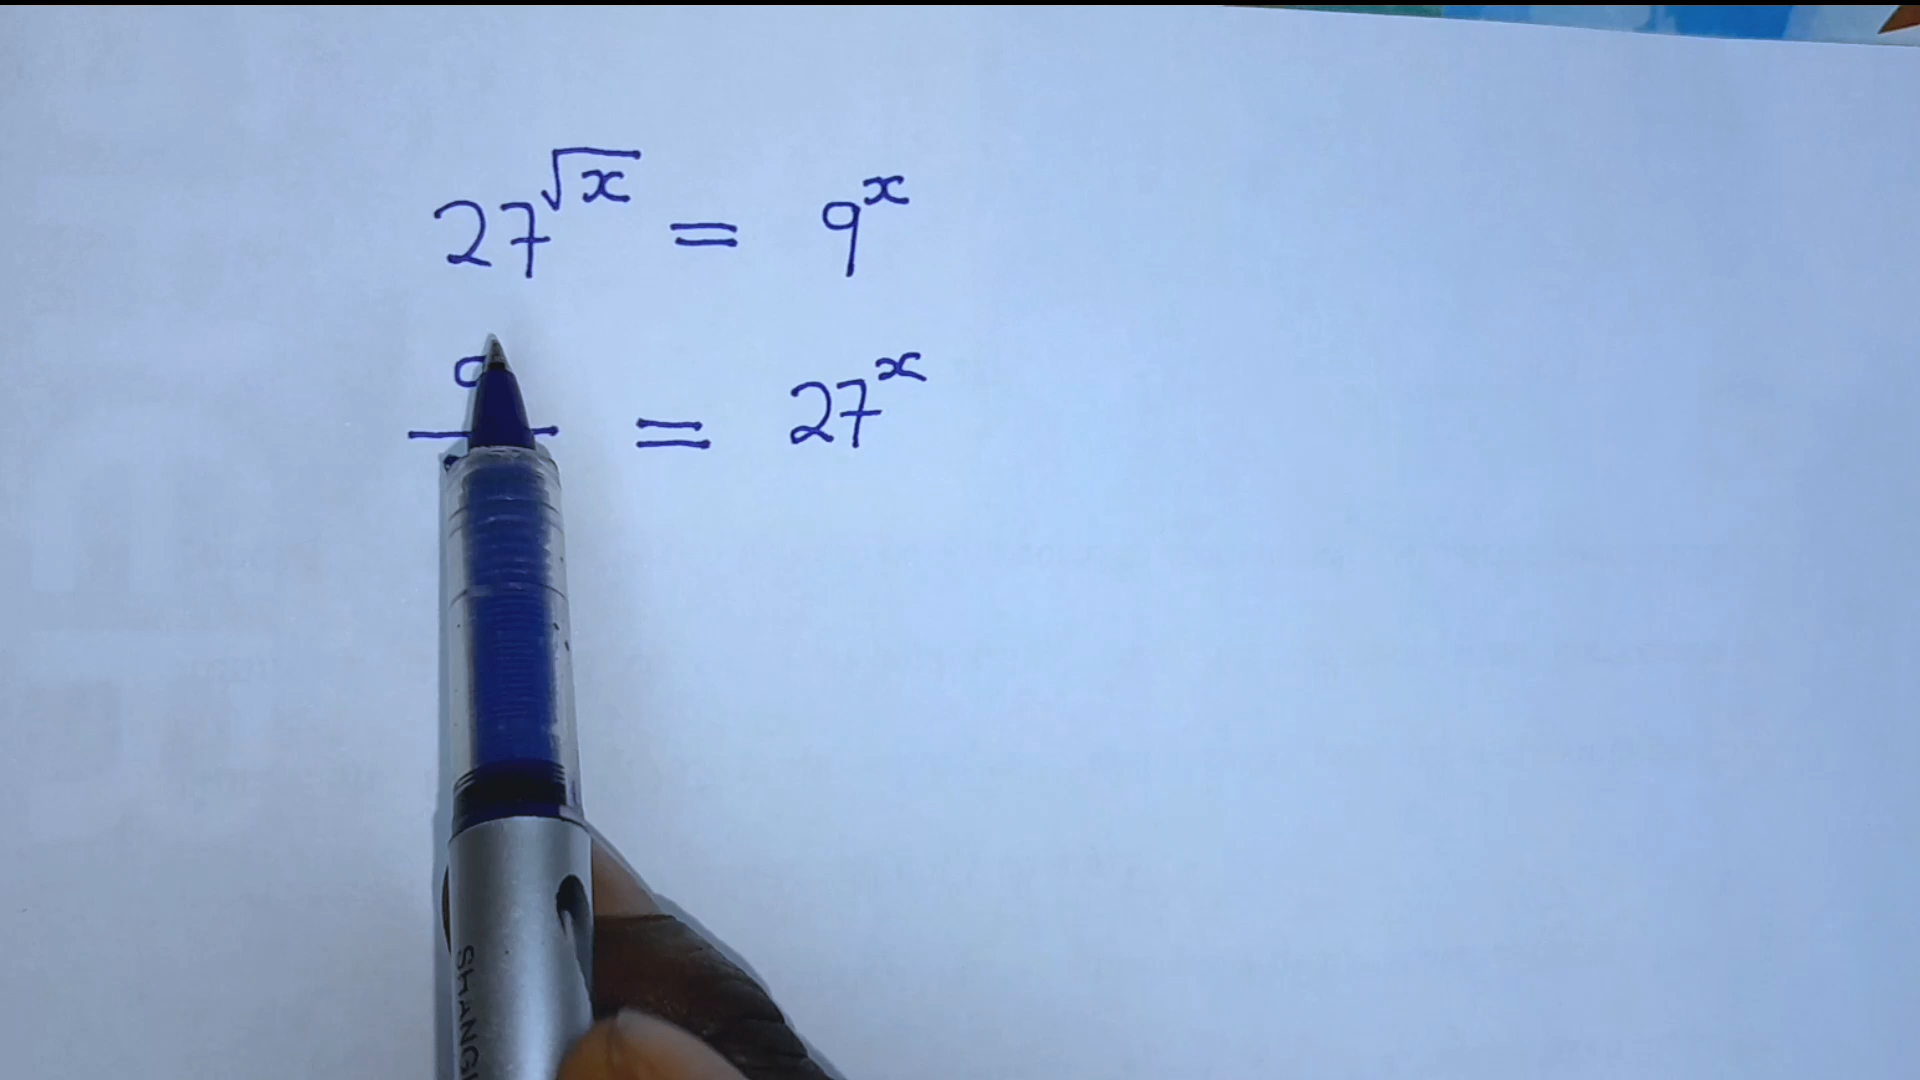 27^√x = 9^x
= 27^x
SHANG